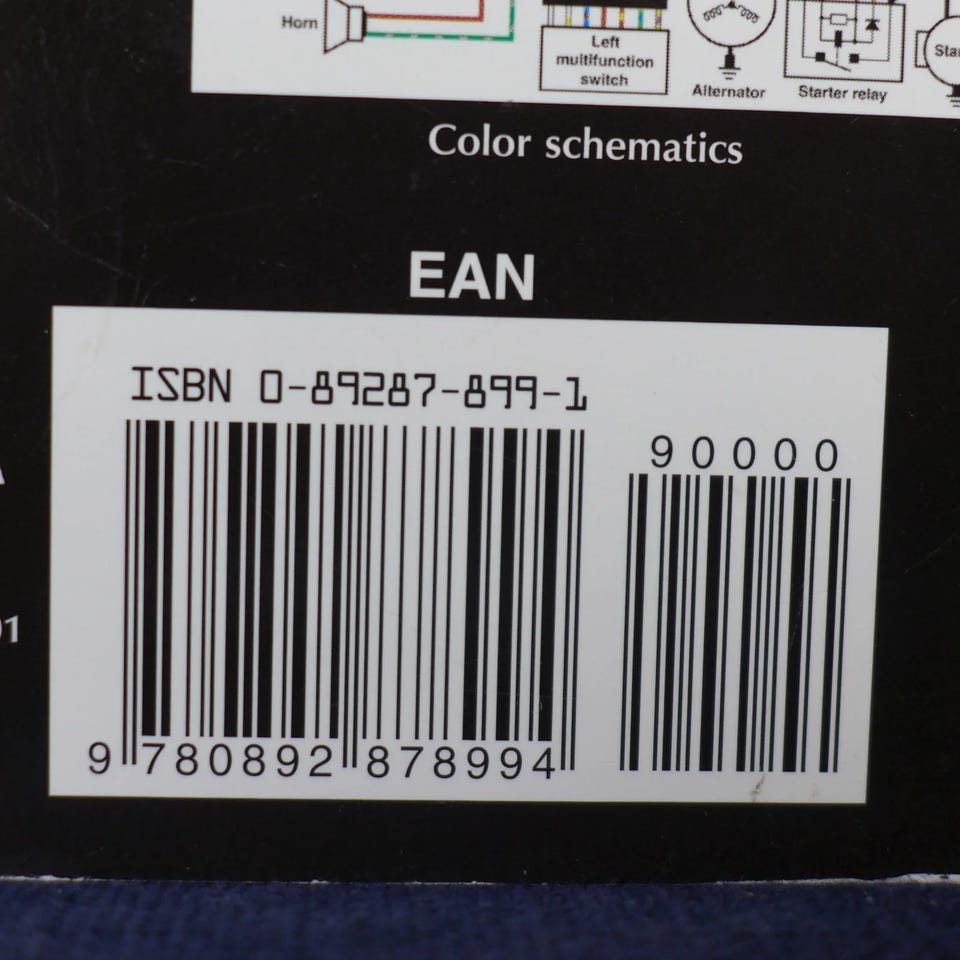 Horn
Left
multifunction
switch
Alternator
Starter relay
Color schematics
EAN
ISBN 0-89287-899-1
90000
9 780892 878994